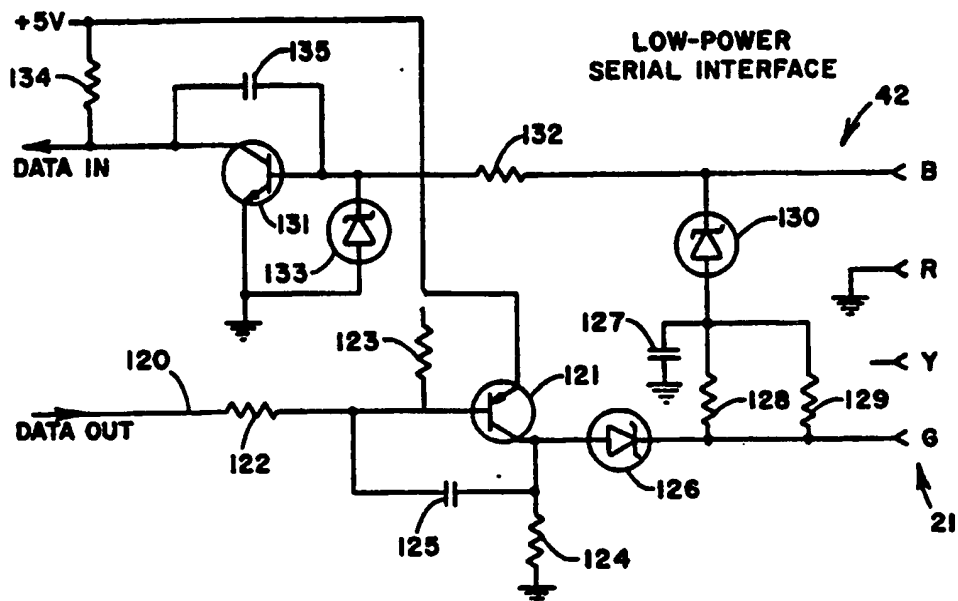 +5V
135
LOW-POWER
SERIAL INTERFACE
134
42
132
DATA IN
B
131
130
133
R
127
123
120
121
Y
128
129
DATA OUT
G
122
126
21
125
124